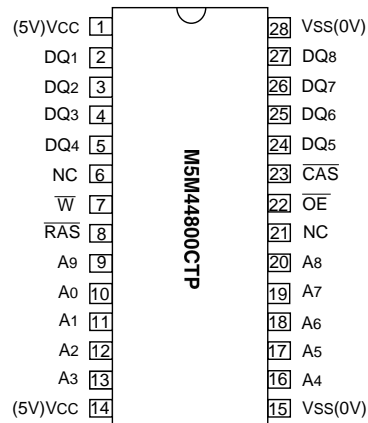 (5V)VCC 1 28 VSS(0V)
DQ1 2 27 DQ8
DQ2 3 26 DQ7
DQ3 4 25 DQ6
DQ4 5 24 DQ5
NC 6 23 C̅A̅S̅
W̅ 7 22 O̅E̅
R̅A̅S̅ 8 21 NC
A9 9 20 A8
A0 10 19 A7
A1 11 18 A6
A2 12 17 A5
A3 13 16 A4
(5V)VCC 14 15 VSS(0V)
M5M44800CTP